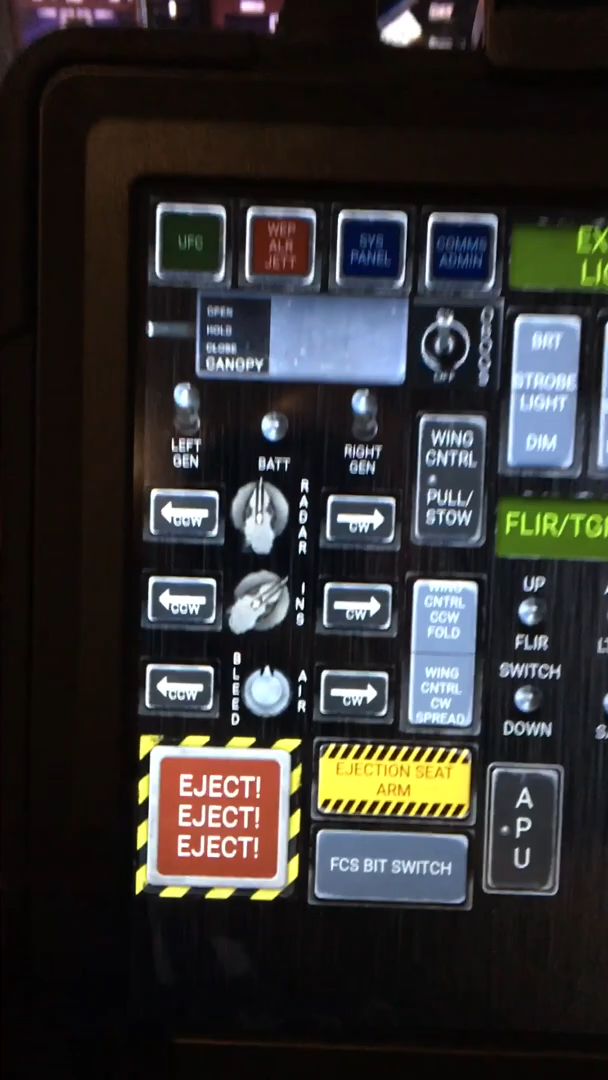 UFC
WEP
ALR
JETT
SYS
PANEL
COMMS
ADMIN
OPEN
HOLD
CLOSE
CANOPY
OFF
BRT
STROBE
LIGHT
DIM
LEFT
GEN
BATT
RIGHT
GEN
WING
CNTRL
PULL/
STOW
CCW
RADAR
CW
FLIR/TG
CCW
INS
CW
WING
CNTRL
CCW
FOLD
UP
FLIR
CCW
BLEED
AIR
CW
WING
CNTRL
CW
SPREAD
SWITCH
DOWN
EJECT!
EJECT!
EJECT!
EJECTION SEAT
ARM
FCS BIT SWITCH
APU